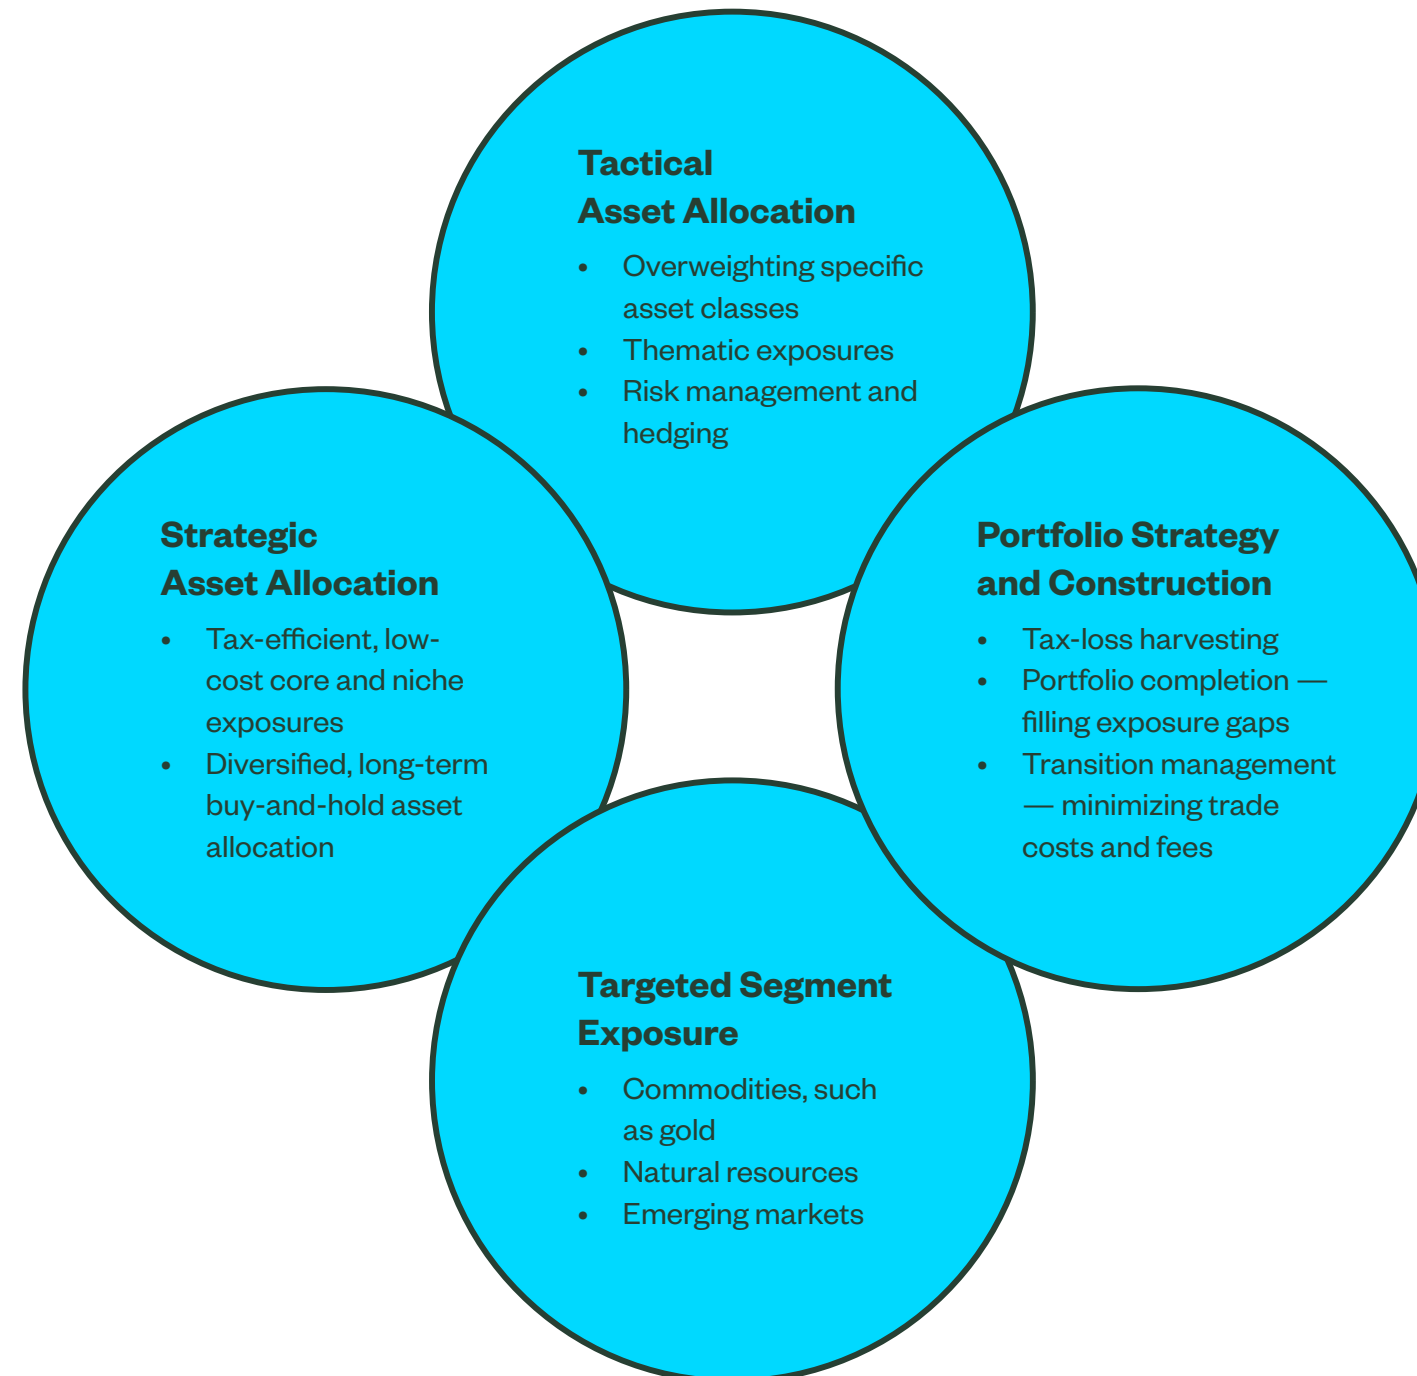 Tactical
Asset Allocation
• Overweighting specific
asset classes
• Thematic exposures
• Risk management and
hedging
Strategic
Asset Allocation
• Tax-efficient, low-
cost core and niche
exposures
• Diversified, long-term
buy-and-hold asset
allocation
Portfolio Strategy
and Construction
• Tax-loss harvesting
• Portfolio completion —
filling exposure gaps
• Transition management
— minimizing trade
costs and fees
Targeted Segment
Exposure
• Commodities, such
as gold
• Natural resources
• Emerging markets